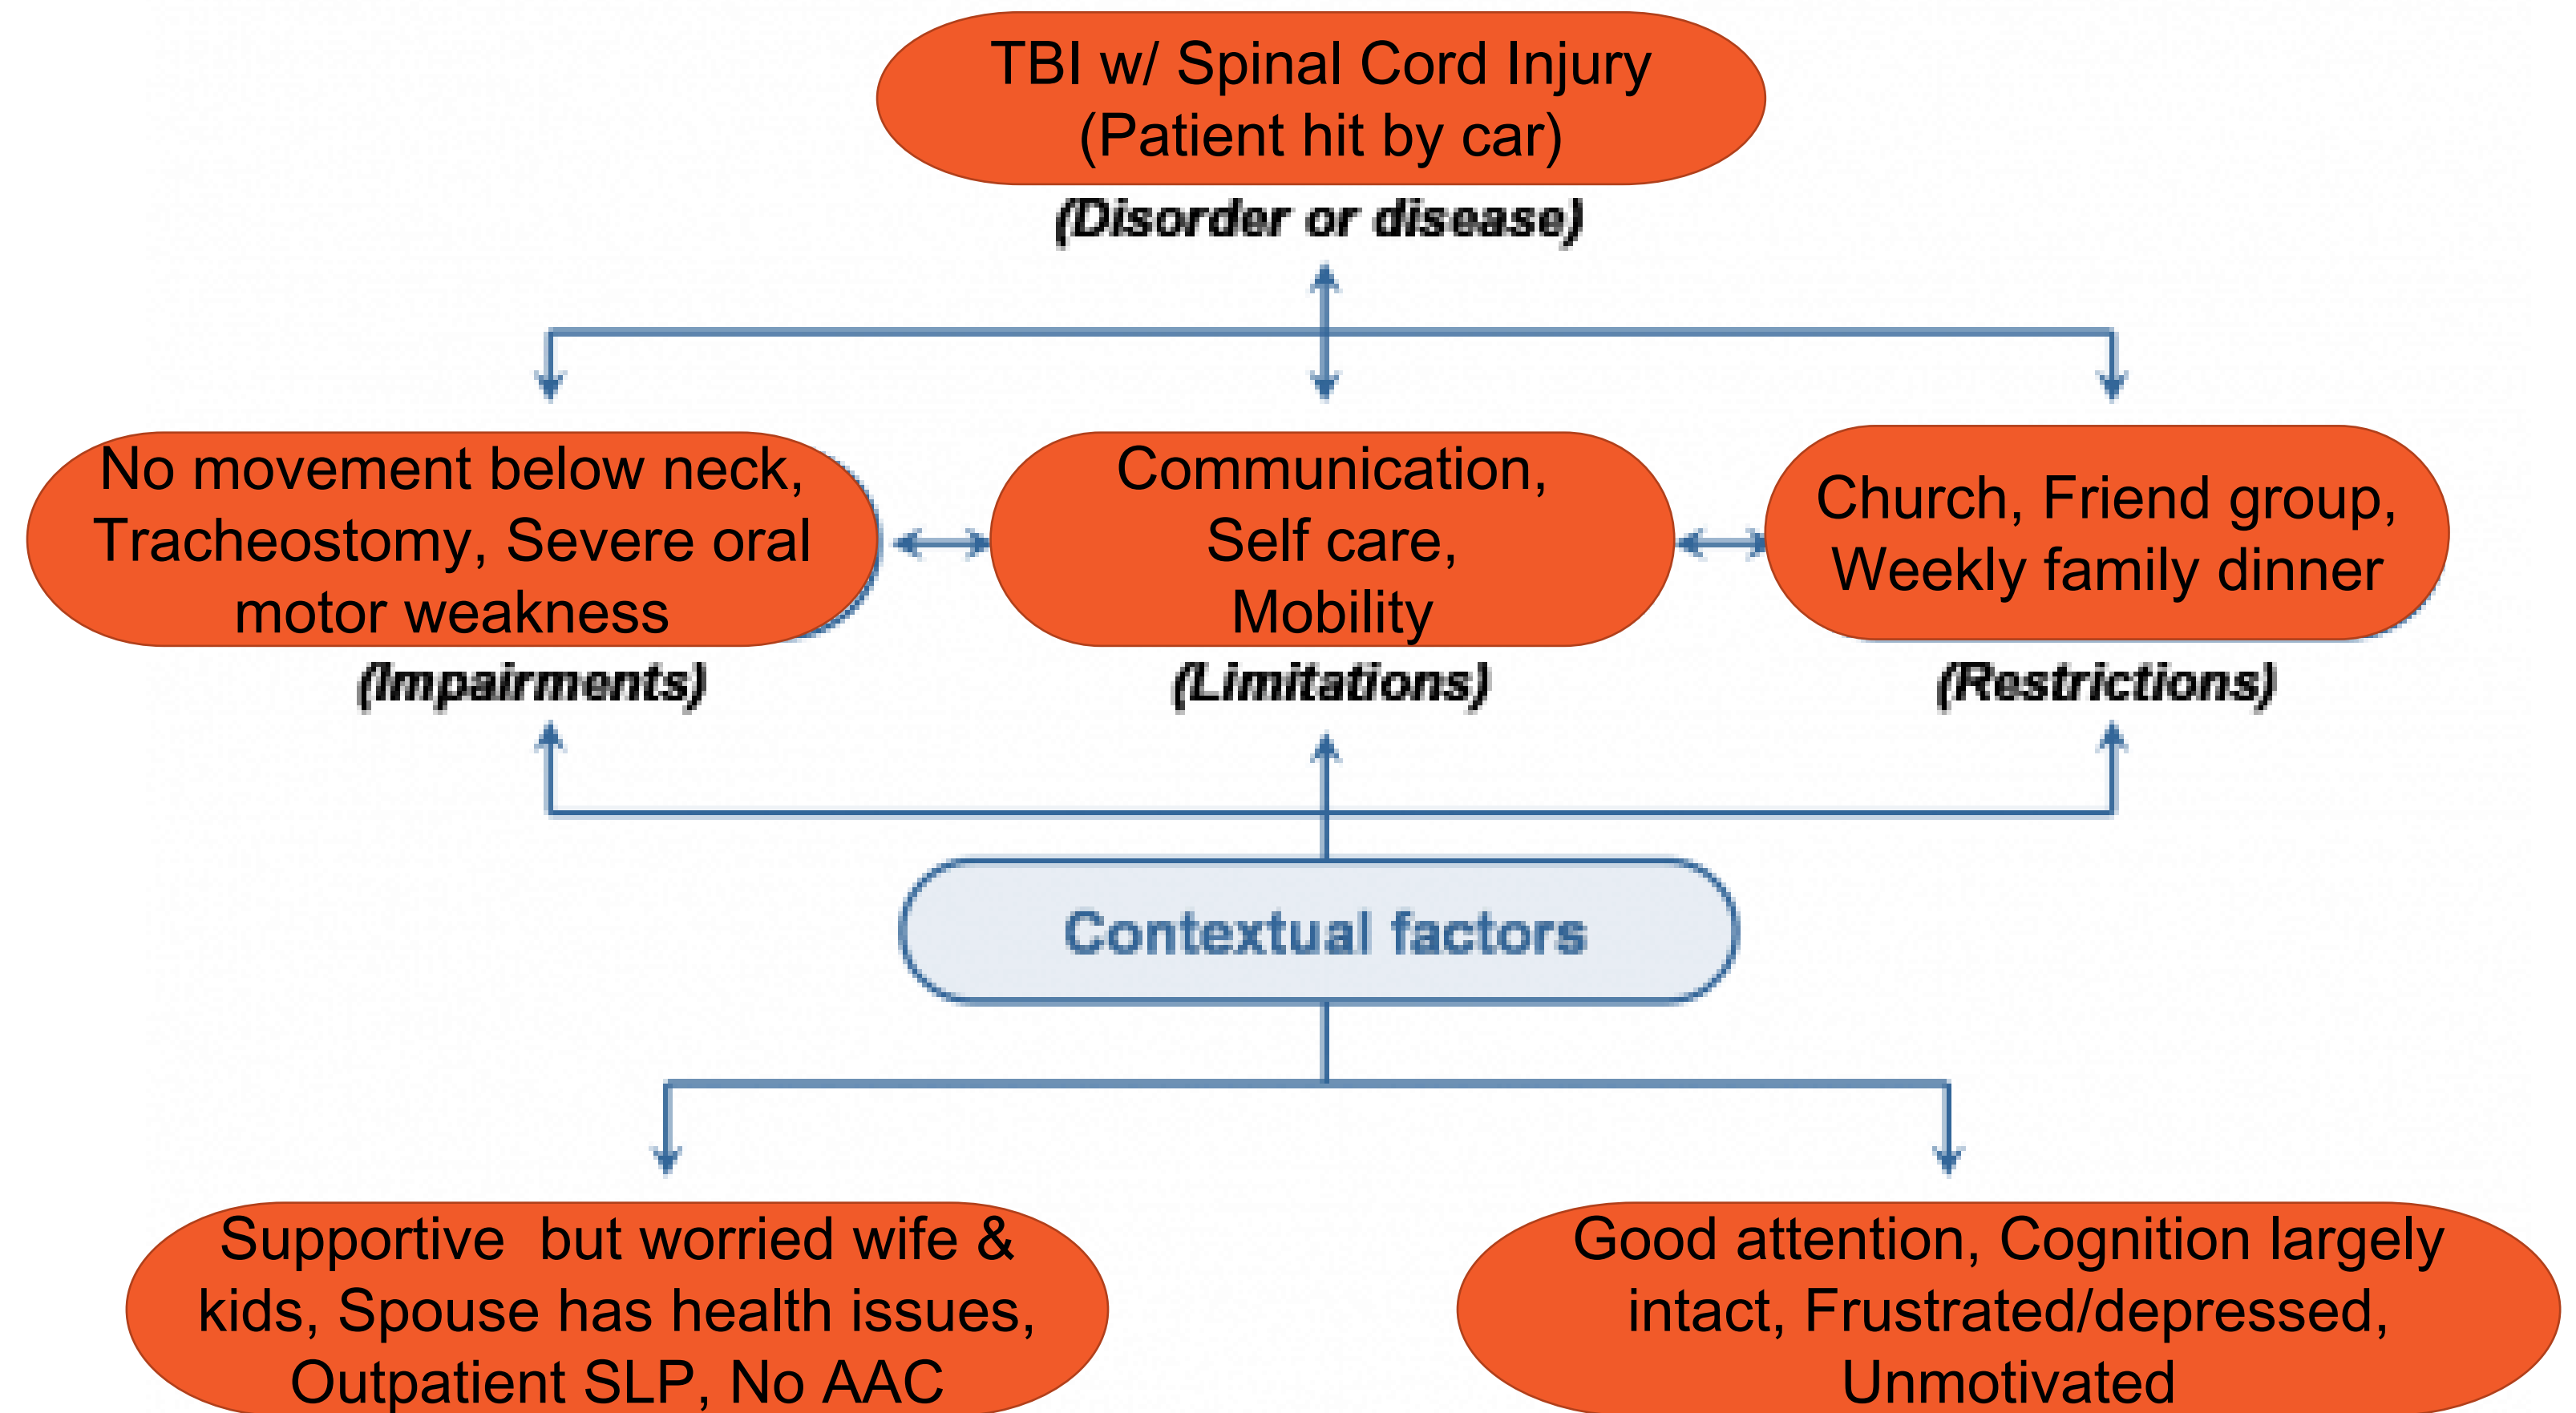 TBI w/ Spinal Cord Injury
(Patient hit by car)
(Disorder or disease)
No movement below neck,
Tracheostomy, Severe oral
motor weakness
(Impairments)
Communication,
Self care,
Mobility
(Limitations)
Church, Friend group,
Weekly family dinner
(Restrictions)
Contextual factors
Supportive  but worried wife &
kids, Spouse has health issues,
Outpatient SLP, No AAC
Good attention, Cognition largely
intact, Frustrated/depressed,
Unmotivated